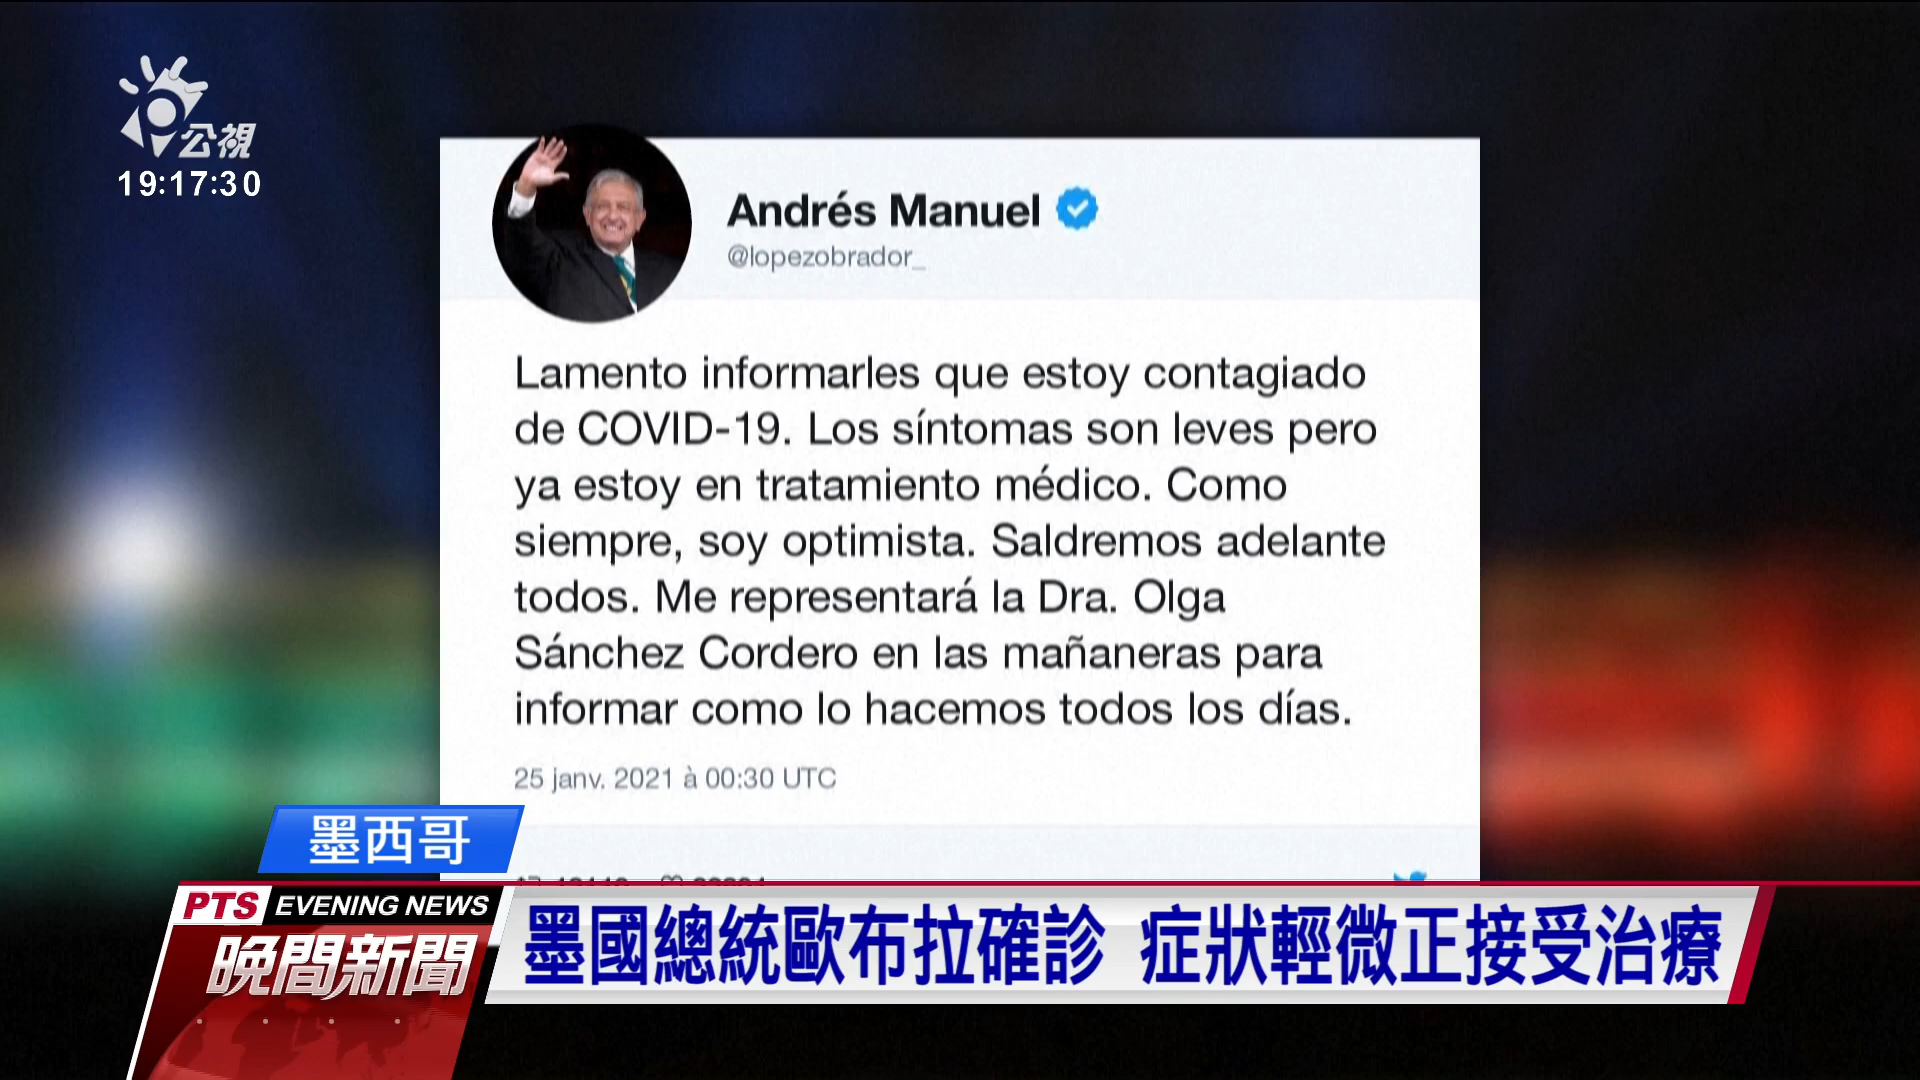 公視
19:17:30
Andrés Manuel
@lopezobrador_
Lamento informarles que estoy contagiado
de COVID-19. Los síntomas son leves pero
ya estoy en tratamiento médico. Como
siempre, soy optimista. Saldremos adelante
todos. Me representará la Dra. Olga
Sánchez Cordero en las mañaneras para
informar como lo hacemos todos los días.
25 janv. 2021 à 00:30 UTC
墨西哥
PTS EVENING NEWS
晚間新聞
墨國總統歐布拉確診 症狀輕微正接受治療